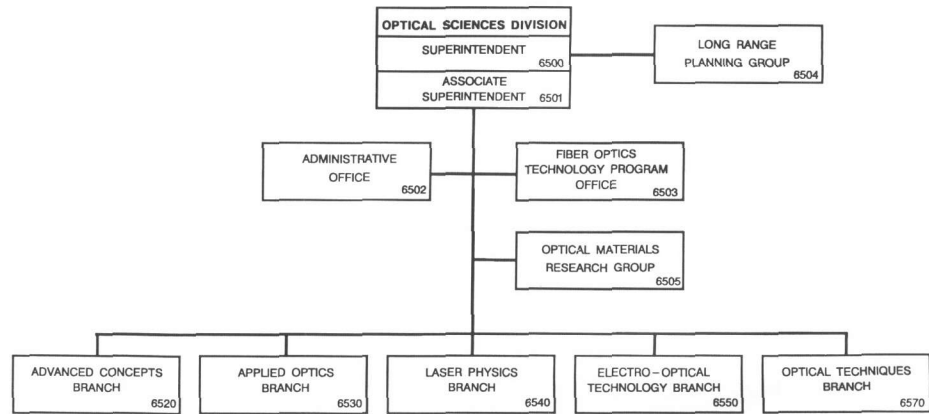 OPTICAL SCIENCES DIVISION
SUPERINTENDENT
6500
ASSOCIATE
SUPERINTENDENT 6501
LONG RANGE
PLANNING GROUP
6504
ADMINISTRATIVE
OFFICE
6502
FIBER OPTICS
TECHNOLOGY PROGRAM
OFFICE
6503
OPTICAL MATERIALS
RESEARCH GROUP
6505
ADVANCED CONCEPTS
BRANCH
6520
APPLIED OPTICS
BRANCH
6530
LASER PHYSICS
BRANCH
6540
ELECTRO-OPTICAL
TECHNOLOGY BRANCH
6550
OPTICAL TECHNIQUES
BRANCH
6570